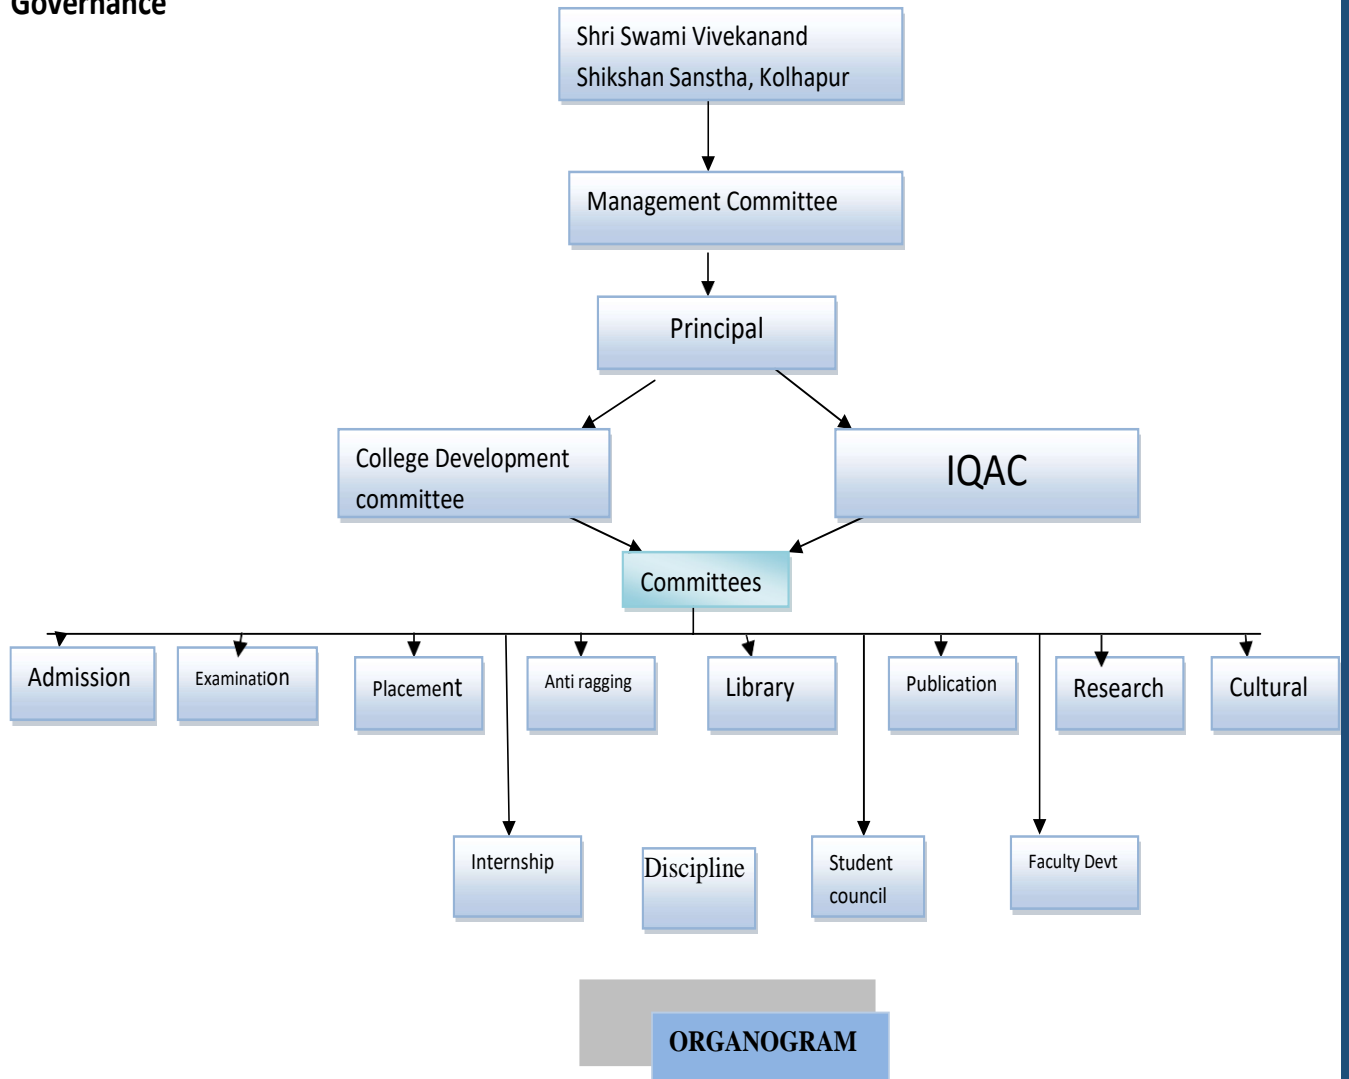 Governance
Shri Swami Vivekanand
Shikshan Sanstha, Kolhapur
Management Committee
Principal
College Development
committee
IQAC
Committees
Admission
Examination
Placement
Anti ragging
Library
Publication
Research
Cultural
Internship
Discipline
Student
council
Faculty Devt
ORGANOGRAM